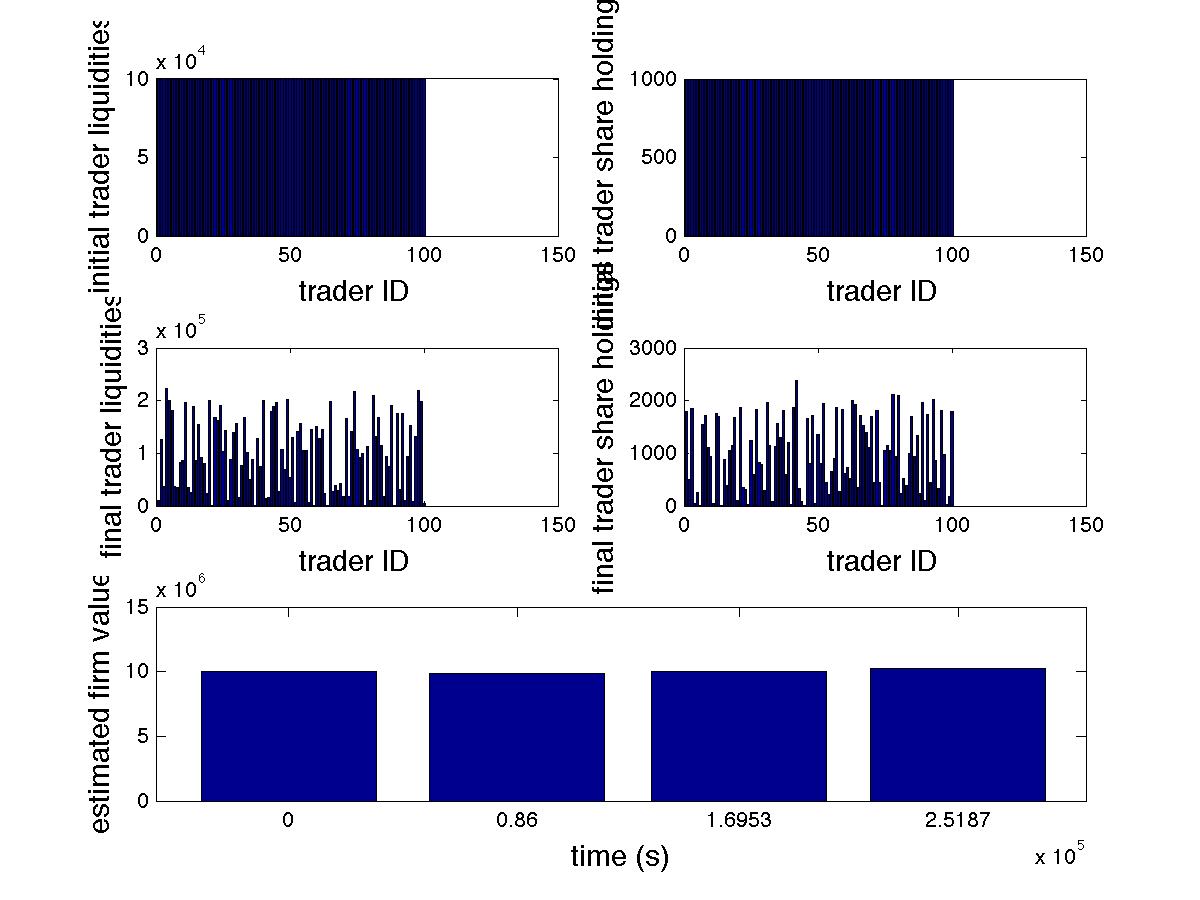 initial trader liquidities
x 10^4
10
5
0
0 50 100 150
trader ID
trader share holding
1000
500
0
0 50 100 150
trader ID
final trader liquidities
x 10^5
3
2
1
0
0 50 100 150
trader ID
final trader share holdings
3000
2000
1000
0
0 50 100 150
trader ID
estimated firm value
x 10^6
15
10
5
0
0 0.86 1.6953 2.5187
time (s)
x 10^5